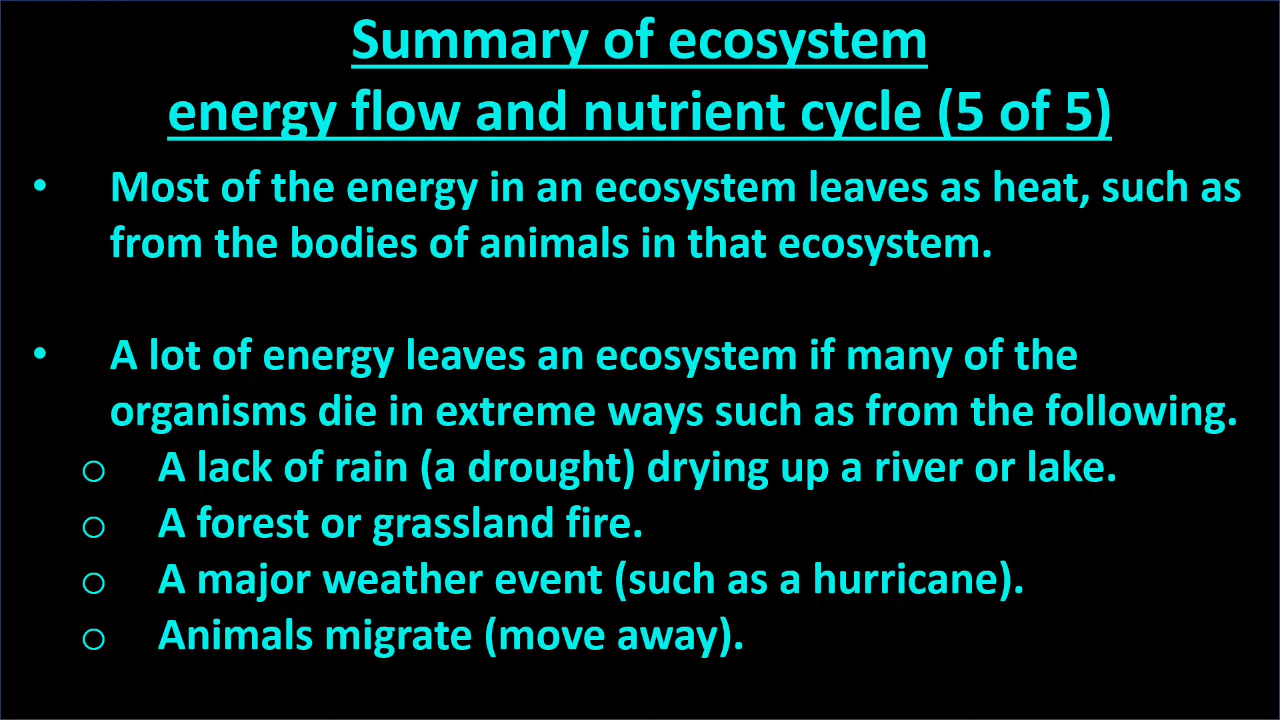 Summary of ecosystem
energy flow and nutrient cycle (5 of 5)
• Most of the energy in an ecosystem leaves as heat, such as
from the bodies of animals in that ecosystem.
• A lot of energy leaves an ecosystem if many of the
organisms die in extreme ways such as from the following.
o A lack of rain (a drought) drying up a river or lake.
o A forest or grassland fire.
o A major weather event (such as a hurricane).
o Animals migrate (move away).